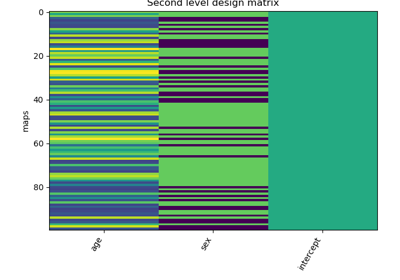 Second level design matrix
0
20
40
60
80
maps
age
sex
intercept